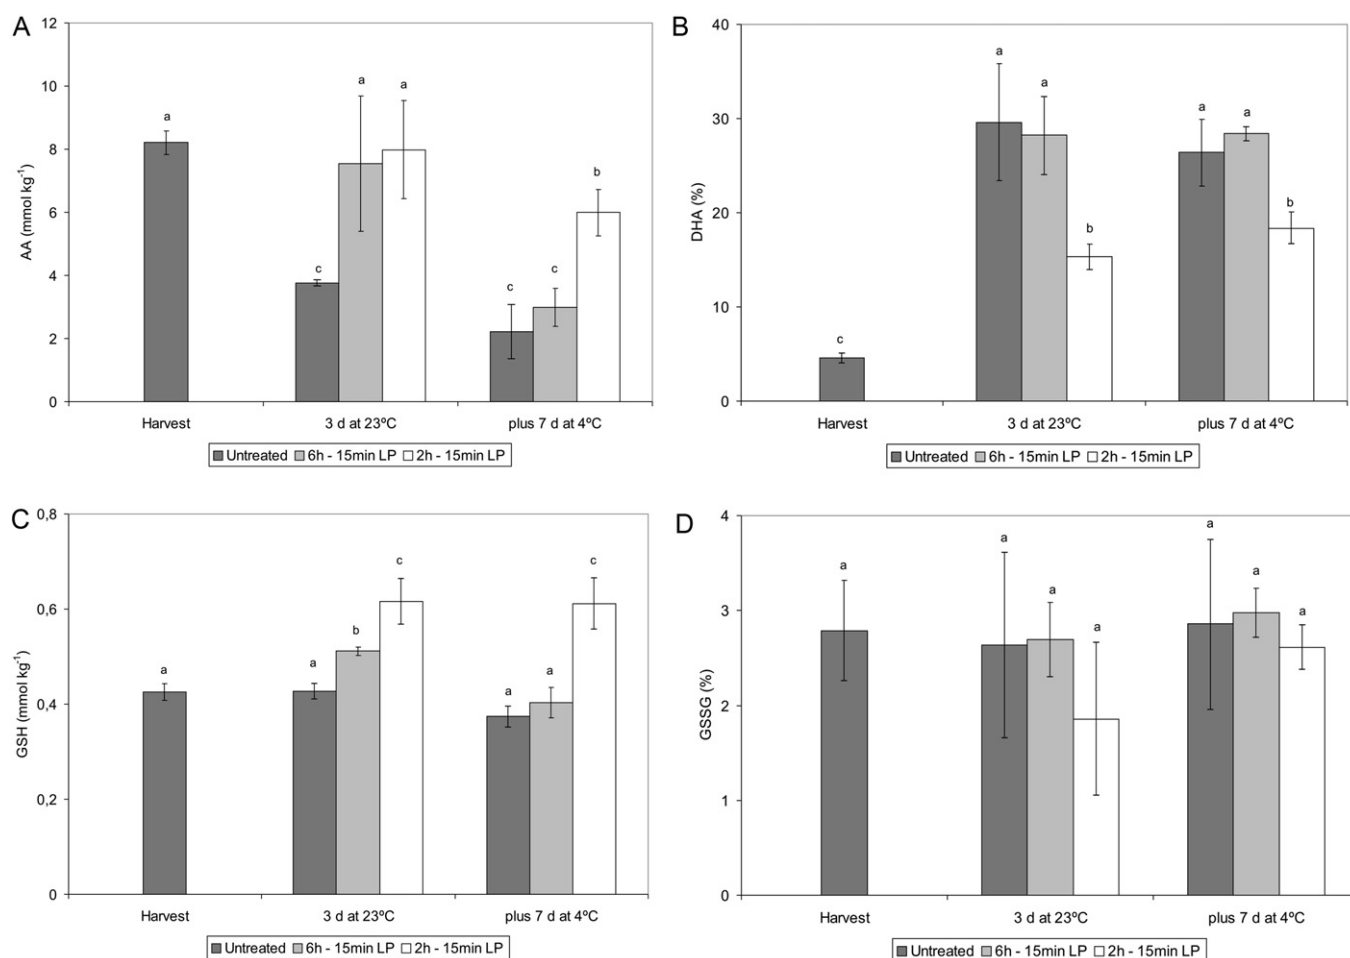 A
12
10
8
6
4
2
0
AA (mmol kg⁻¹)
a
c
a
a
c
c
b
Harvest 3 d at 23ºC plus 7 d at 4ºC
Untreated 6h - 15min LP 2h - 15min LP
B
40
30
20
10
0
DHA (%)
c
a
a
b
a
a
b
Harvest 3 d at 23ºC plus 7 d at 4ºC
Untreated 6h - 15min LP 2h - 15min LP
C
0,8
0,6
0,4
0,2
0
GSH (mmol kg⁻¹)
a
a
b
c
a
a
c
Harvest 3 d at 23ºC plus 7 d at 4ºC
Untreated 6h - 15min LP 2h - 15min LP
D
4
3
2
1
0
GSSG (%)
a
a
a
a
a
a
a
Harvest 3 d at 23ºC plus 7 d at 4ºC
Untreated 6h - 15min LP 2h - 15min LP